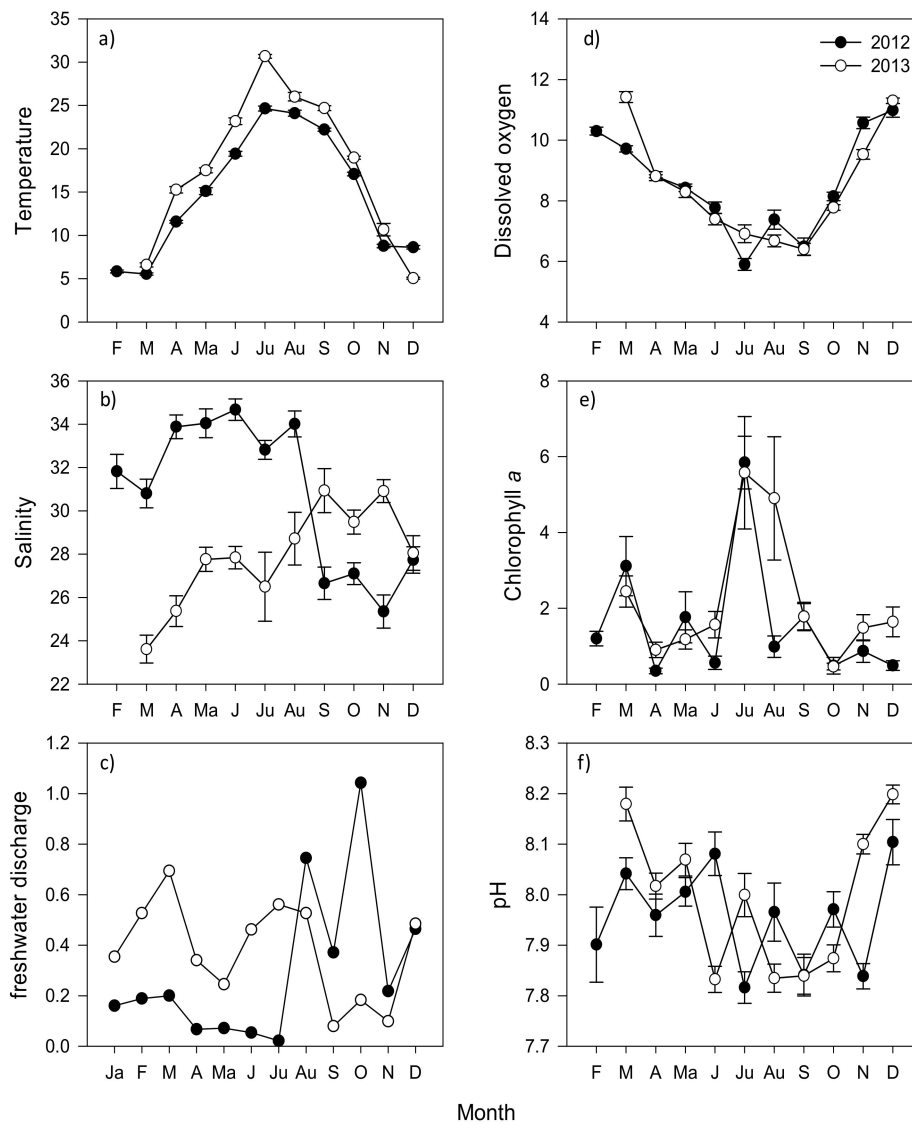 a)
Temperature
35
30
25
20
15
10
5
0
F M A Ma J Ju Au S O N D
d)
2012
2013
Dissolved oxygen
14
12
10
8
6
4
F M A Ma J Ju Au S O N D
b)
Salinity
36
34
32
30
28
26
24
22
F M A Ma J Ju Au S O N D
e)
Chlorophyll a
8
6
4
2
0
F M A Ma J Ju Au S O N D
c)
freshwater discharge
1.2
1.0
0.8
0.6
0.4
0.2
0.0
Ja F M A Ma J Ju Au S O N D
f)
pH
8.3
8.2
8.1
8.0
7.9
7.8
7.7
F M A Ma J Ju Au S O N D
Month